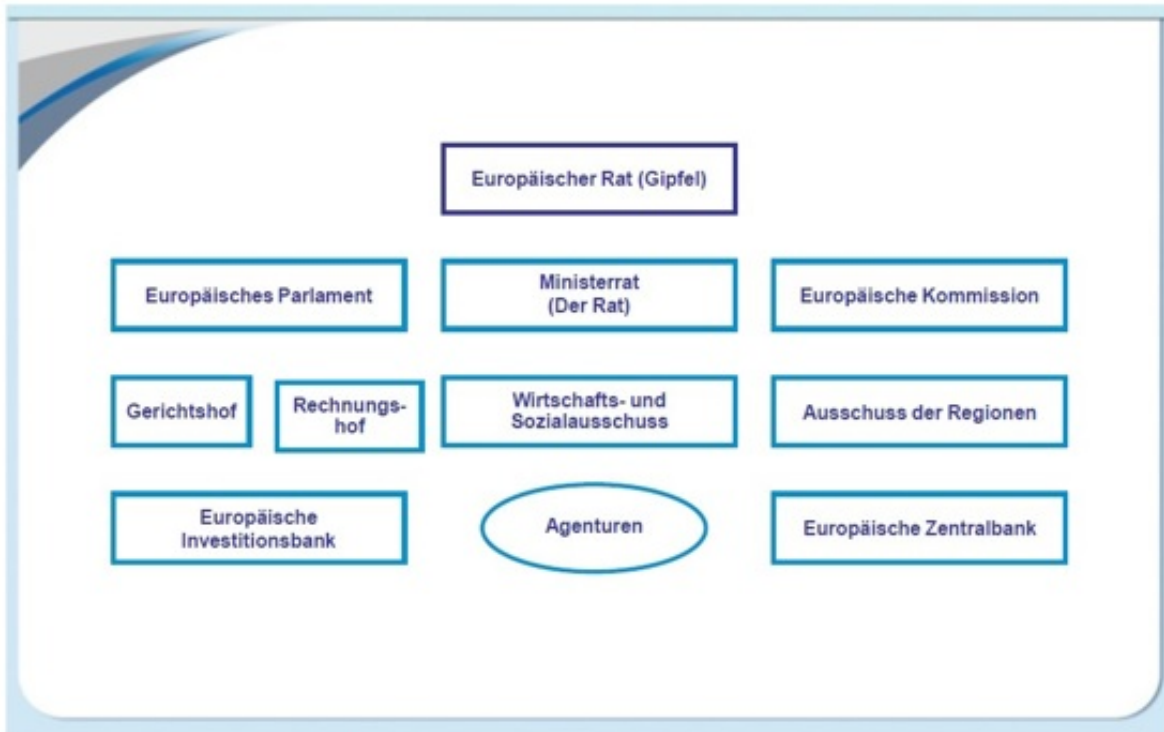 Europäischer Rat (Gipfel)
Europäisches Parlament
Ministerrat
(Der Rat)
Europäische Kommission
Gerichtshof
Rechnungs-
hof
Wirtschafts- und
Sozialausschuss
Ausschuss der Regionen
Europäische
Investitionsbank
Agenturen
Europäische Zentralbank